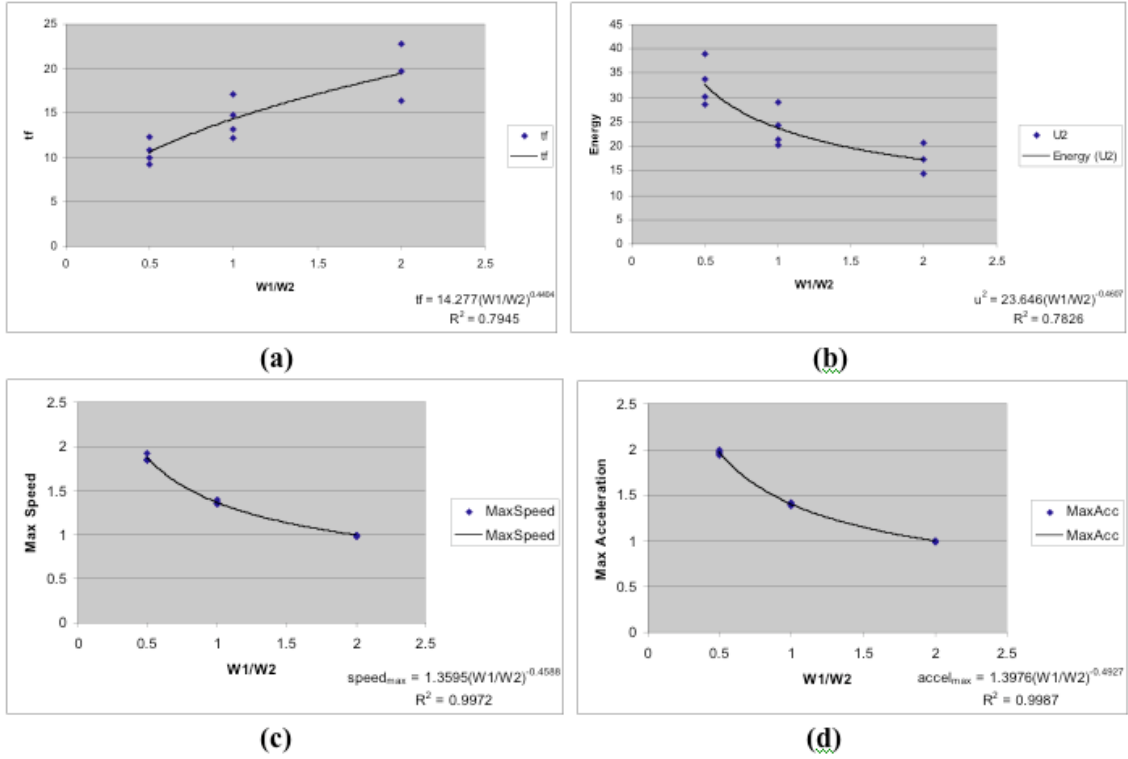 25
20
15
10
5
0
0 0.5 1 1.5 2 2.5
tf
W1/W2
tf
tf
tf = 14.277(W1/W2)^0.4404
R² = 0.7945
(a)
45
40
35
30
25
20
15
10
5
0
0 0.5 1 1.5 2 2.5
Energy
W1/W2
U2
Energy (U2)
u² = 23.646(W1/W2)^-0.4607
R² = 0.7826
(b)
2.5
2
1.5
1
0.5
0
0 0.5 1 1.5 2 2.5
Max Speed
W1/W2
MaxSpeed
MaxSpeed
speedmax = 1.3595(W1/W2)^-0.4588
R² = 0.9972
(c)
2.5
2
1.5
1
0.5
0
0 0.5 1 1.5 2 2.5
Max Acceleration
W1/W2
MaxAcc
MaxAcc
accelmax = 1.3976(W1/W2)^-0.4927
R² = 0.9987
(d)